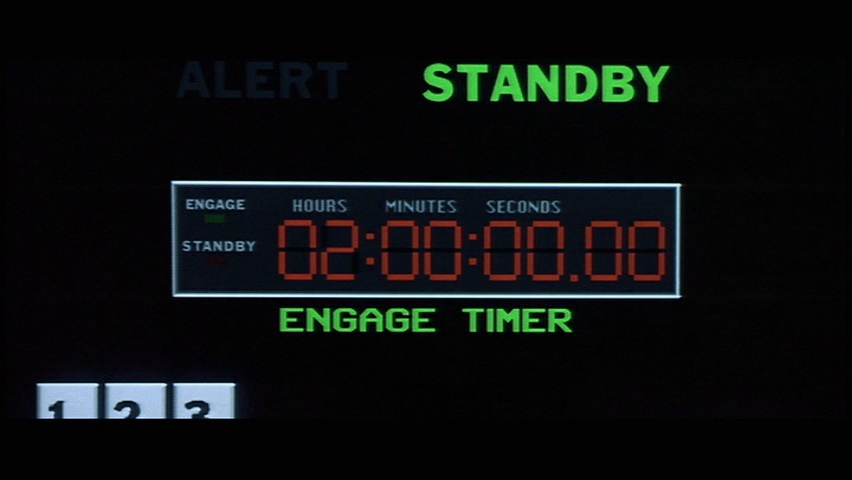 ALERT STANDBY
ENGAGE HOURS MINUTES SECONDS
STANDBY 02:00:00.00
ENGAGE TIMER
1 2 3